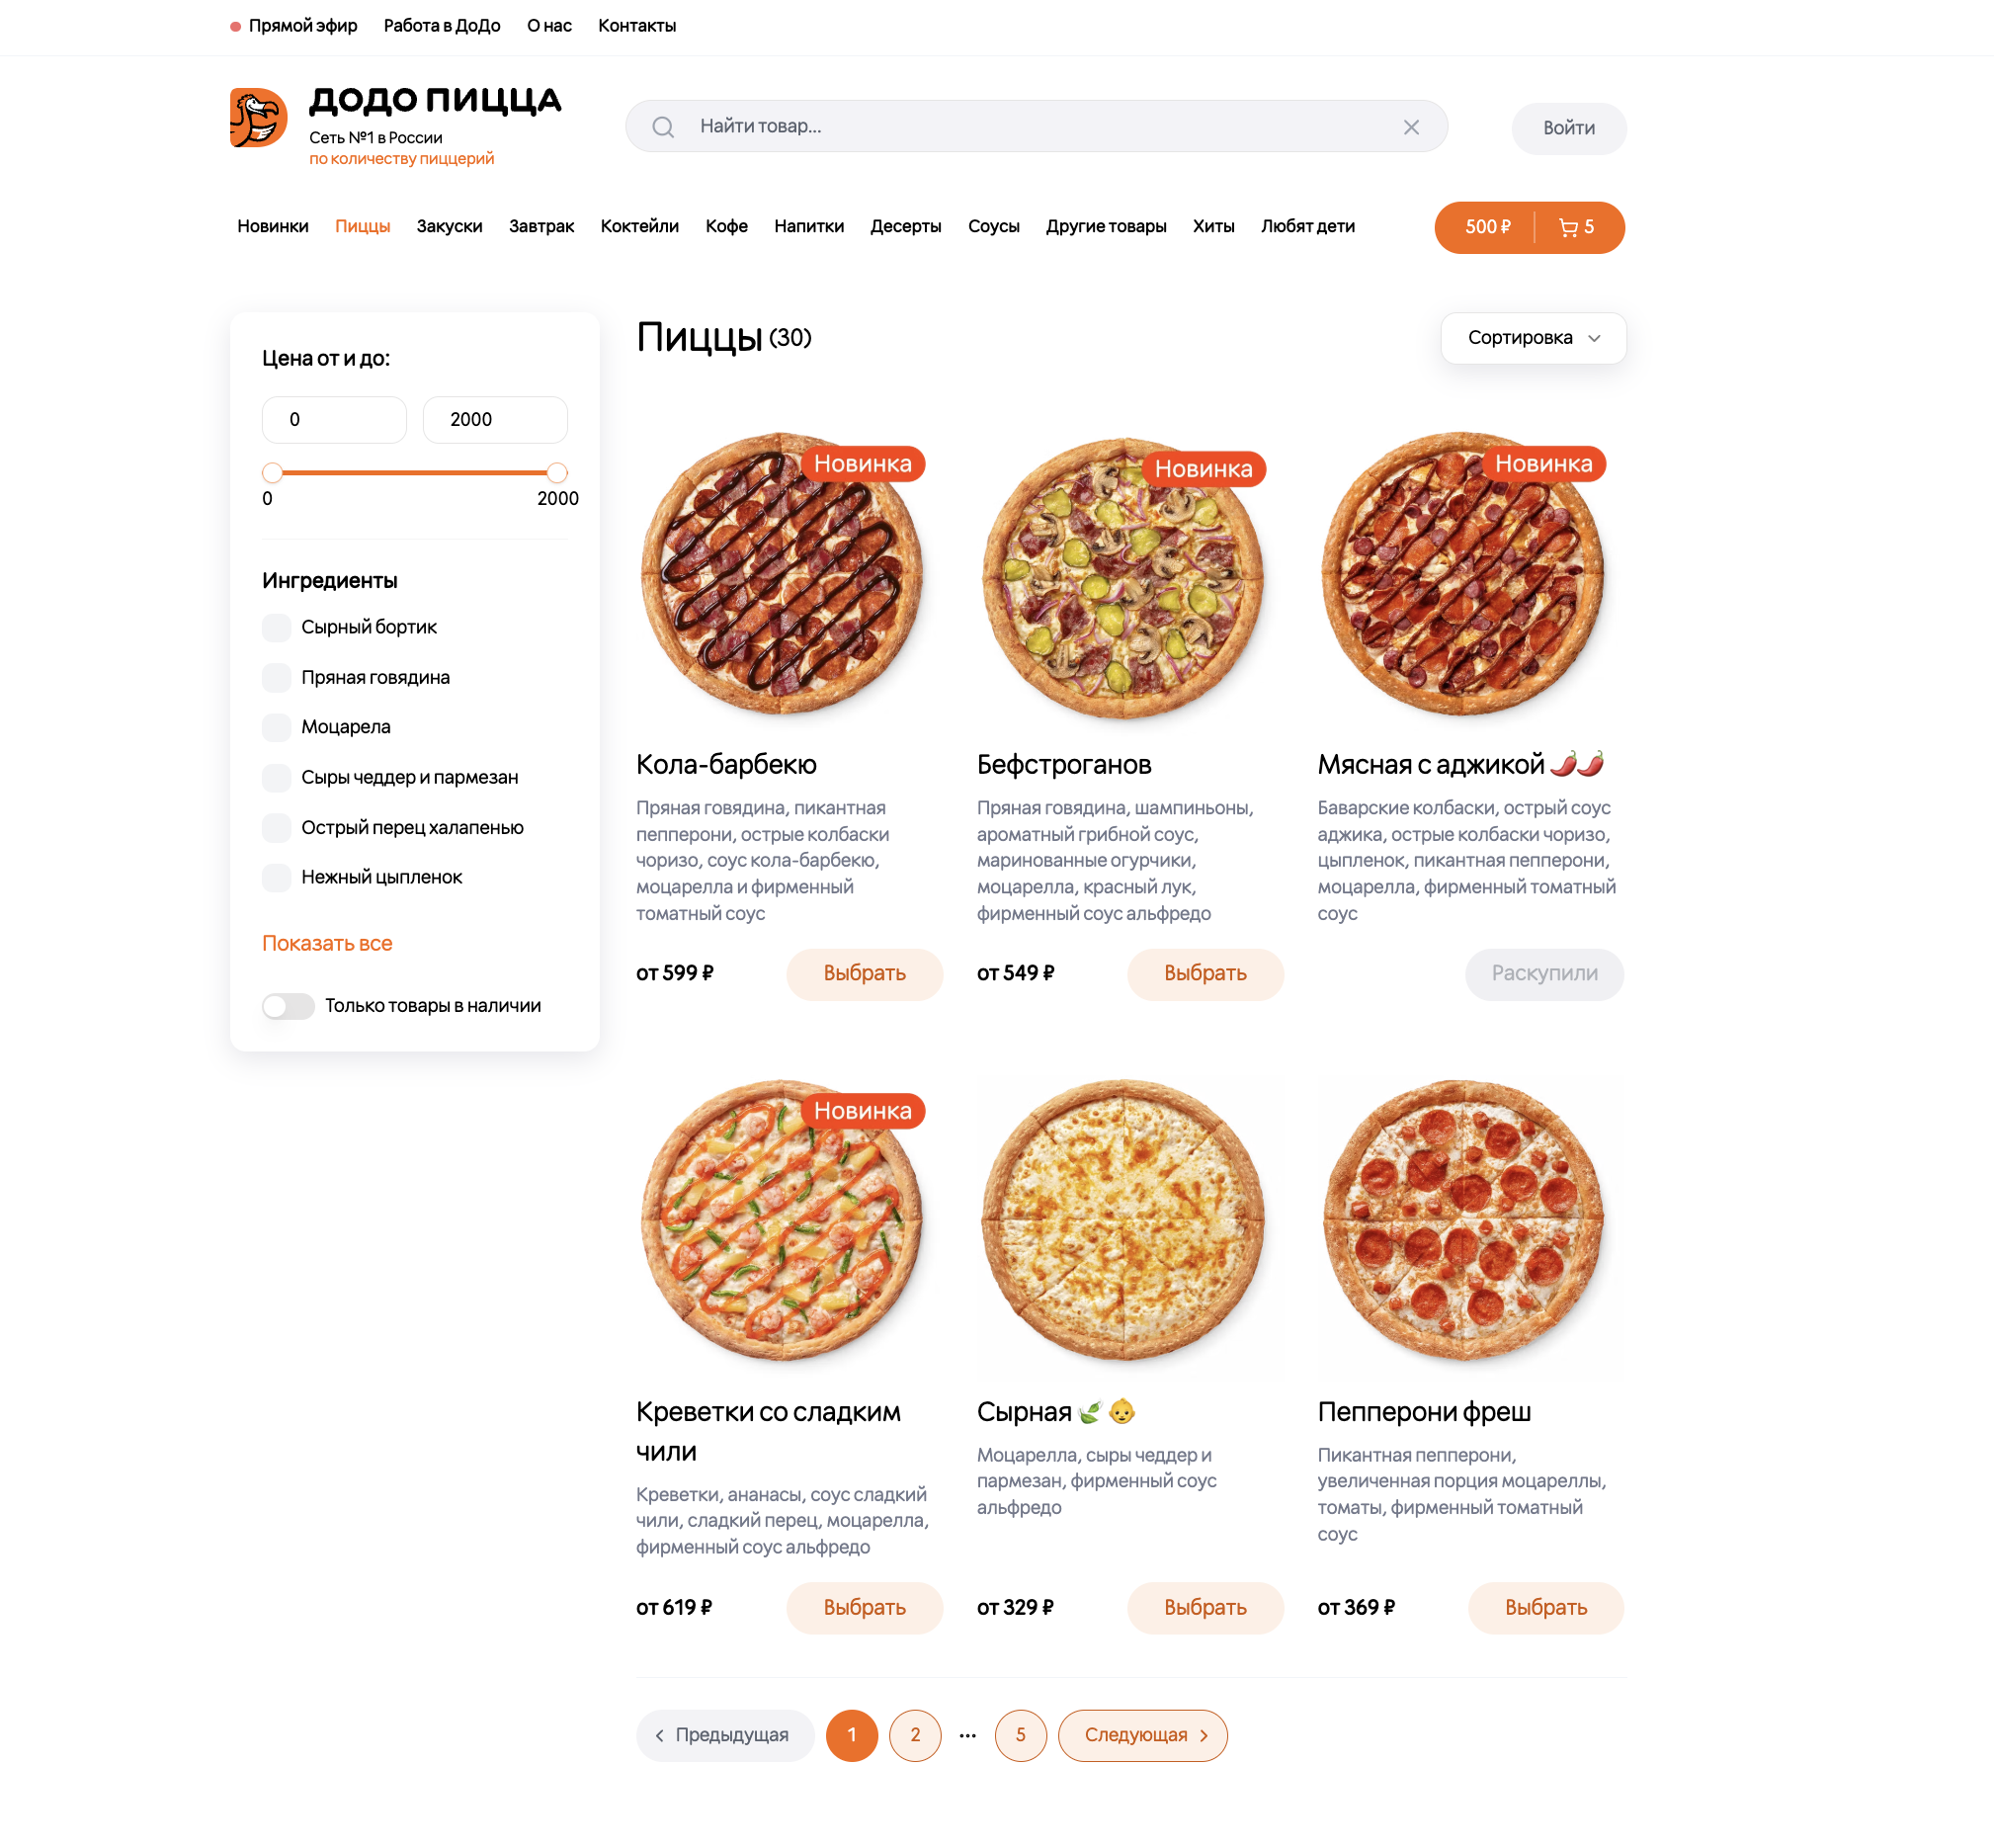 Прямой эфир Работа в ДоДо О нас Контакты
ДОДО ПИЦЦА
Сеть №1 в России
по количеству пиццерий
Найти товар...
Войти
Новинки Пиццы Закуски Завтрак Коктейли Кофе Напитки Десерты Соусы Другие товары Хиты Любят дети
500 ₽ 5
Цена от и до:
0 2000
0 2000
Ингредиенты
Сырный бортик
Пряная говядина
Моцарела
Сыры чеддер и пармезан
Острый перец халапенью
Нежный цыпленок
Показать все
Только товары в наличии
Пиццы (30)
Сортировка
Новинка
Кола-барбекю
Пряная говядина, пикантная
пепперони, острые колбаски
чоризо, соус кола-барбекю,
моцарелла и фирменный
томатный соус
от 599 ₽ Выбрать
Новинка
Бефстроганов
Пряная говядина, шампиньоны,
ароматный грибной соус,
маринованные огурчики,
моцарелла, красный лук,
фирменный соус альфредо
от 549 ₽ Выбрать
Новинка
Мясная с аджикой 🌶️🌶️
Баварские колбаски, острый соус
аджика, острые колбаски чоризо,
цыпленок, пикантная пепперони,
моцарелла, фирменный томатный
соус
Раскупили
Новинка
Креветки со сладким
чили
Креветки, ананасы, соус сладкий
чили, сладкий перец, моцарелла,
фирменный соус альфредо
от 619 ₽ Выбрать
Сырная 🌿 👶
Моцарелла, сыры чеддер и
пармезан, фирменный соус
альфредо
от 329 ₽ Выбрать
Пепперони фреш
Пикантная пепперони,
увеличенная порция моцареллы,
томаты, фирменный томатный
соус
от 369 ₽ Выбрать
Предыдущая 1 2 ... 5 Следующая